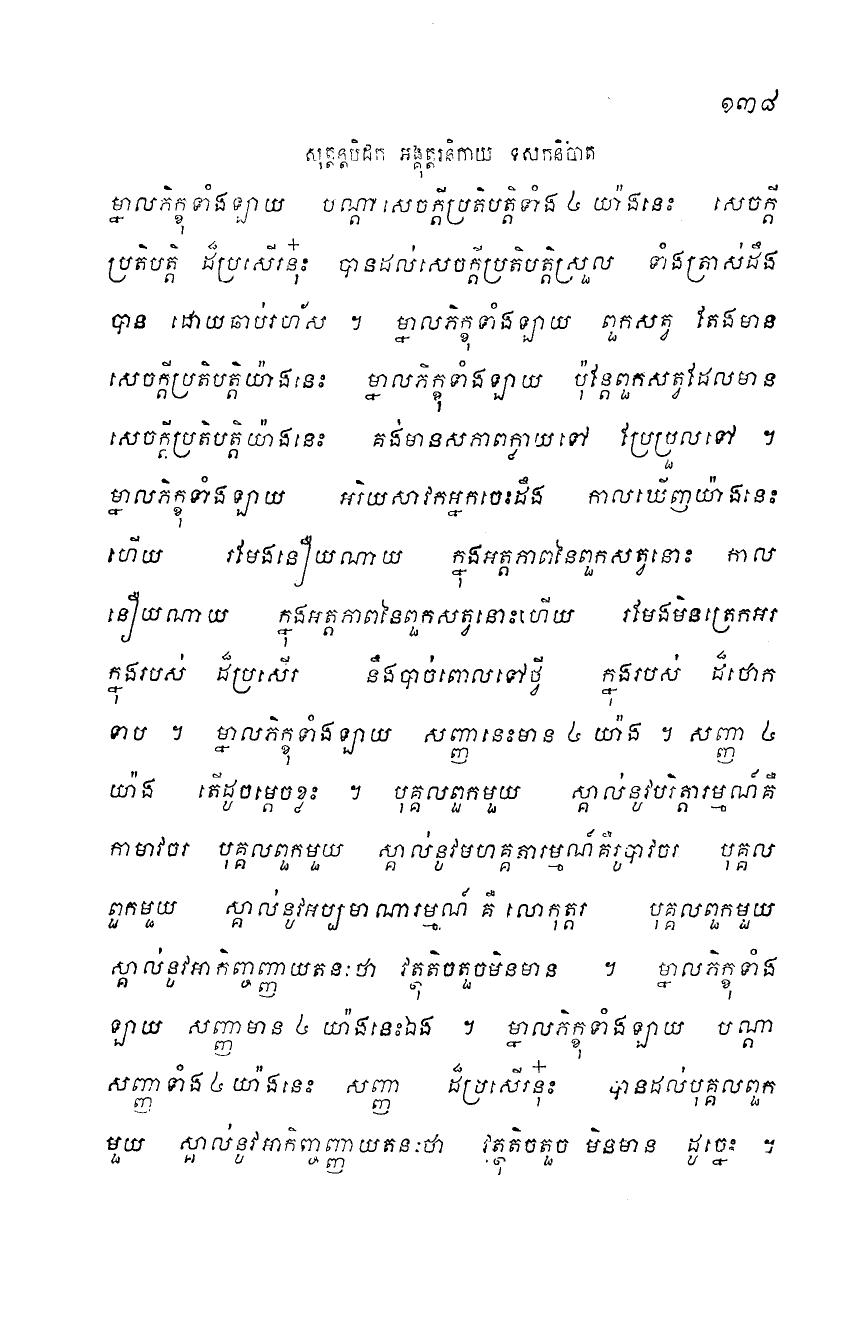 ១៣៨
សុត្តន្តបិដក អង្គុត្តរនិកាយ ទសកនិបាត
ម្នាលភិក្ខុទាំងឡាយ បណ្តាសេចក្តីប្រតិបត្តិទាំង ៤ យ៉ាងនេះ សេចក្តី
ប្រតិបត្តិ ដ៏ប្រសើរនុ៎ះ បានដល់សេចក្តីប្រតិបត្តិស្រួល ទាំងត្រាស់ដឹង
បាន ដោយឆាប់រហ័ស ។ ម្នាលភិក្ខុទាំងឡាយ ពួកសត្វ តែងមាន
សេចក្តីប្រតិបត្តិយ៉ាងនេះ ម្នាលភិក្ខុទាំងឡាយ ប៉ុន្តែពួកសត្វដែលមាន
សេចក្តីប្រតិបត្តិយ៉ាងនេះ គង់មានសភាពក្លាយទៅ ប្រែប្រួលទៅ ។
ម្នាលភិក្ខុទាំងឡាយ អរិយសាវកអ្នកចេះដឹង កាលឃើញយ៉ាងនេះ
ហើយ រមែងនឿយណាយ ក្នុងអត្តភាពនៃពួកសត្វនោះ កាល
នឿយណាយ ក្នុងអត្តភាពនៃពួកសត្វនោះហើយ រមែងមិនត្រេកអរ
ក្នុងរបស់ ដ៏ប្រសើរ នឹងបាច់ពោលទៅថ្វី ក្នុងរបស់ ដ៏ថោក
ទាប ។ ម្នាលភិក្ខុទាំងឡាយ សញ្ញានេះមាន ៤ យ៉ាង ។ សញ្ញា ៤
យ៉ាង តើដូចម្តេចខ្លះ ។ បុគ្គលពួកមួយ ស្គាល់នូវបរិត្តារម្មណ៍គឺ
កាមាវចរ បុគ្គលពួកមួយ ស្គាល់នូវមហគ្គតារម្មណ៍គឺរូបាវចរ បុគ្គល
ពួកមួយ ស្គាល់នូវអប្បមាណារម្មណ៍ គឺ លោកុត្តរ បុគ្គលពួកមួយ
ស្គាល់នូវអាកិញ្ចញ្ញាយតនៈថា វត្ថុតិចតួចមិនមាន ។ ម្នាលភិក្ខុទាំង
ឡាយ សញ្ញាមាន ៤ យ៉ាងនេះឯង ។ ម្នាលភិក្ខុទាំងឡាយ បណ្តា
សញ្ញាទាំង ៤ យ៉ាងនេះ សញ្ញា ដ៏ប្រសើរនុ៎ះ បានដល់បុគ្គលពួក
មួយ ស្គាល់នូវអាកិញ្ចញ្ញាយតនៈថា វត្ថុតិចតួច មិនមាន ដូច្នេះ ។